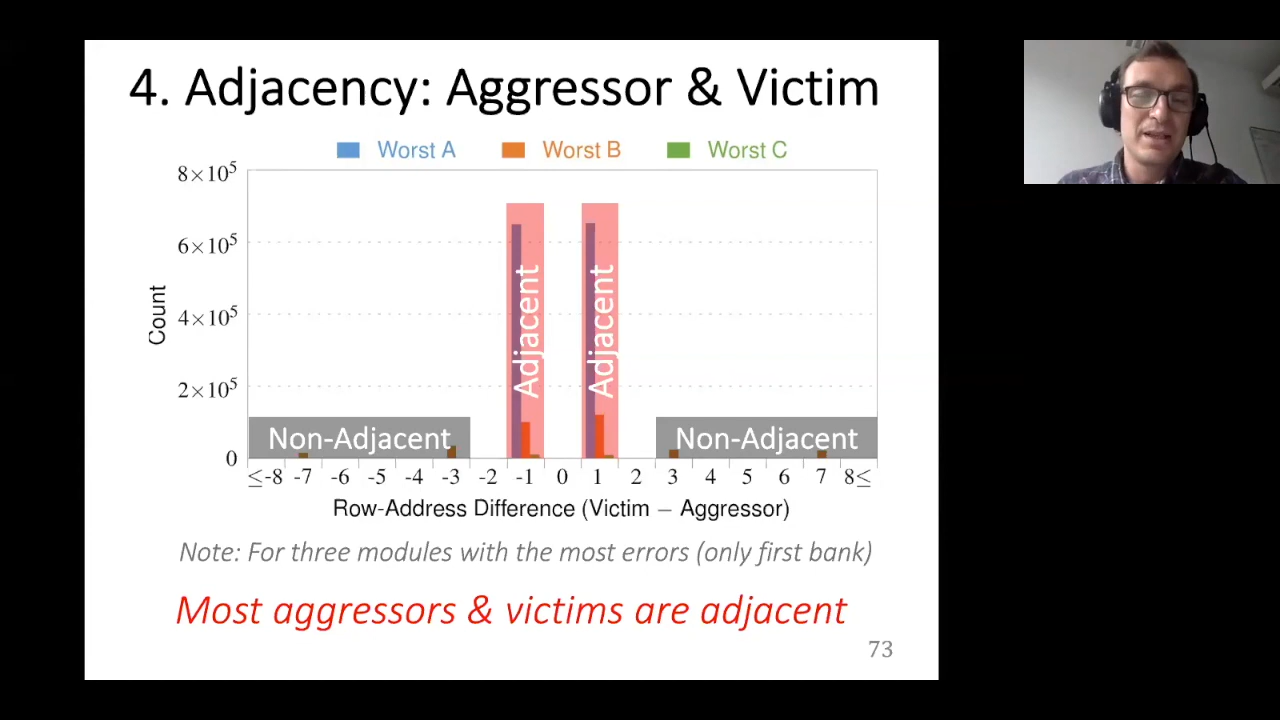 4. Adjacency: Aggressor & Victim
Worst A Worst B Worst C
8×10⁵
6×10⁵
4×10⁵
2×10⁵
0
Count
Adjacent
Adjacent
Non-Adjacent
Non-Adjacent
≤-8 -7 -6 -5 -4 -3 -2 -1 0 1 2 3 4 5 6 7 8≤
Row-Address Difference (Victim − Aggressor)
Note: For three modules with the most errors (only first bank)
Most aggressors & victims are adjacent
73